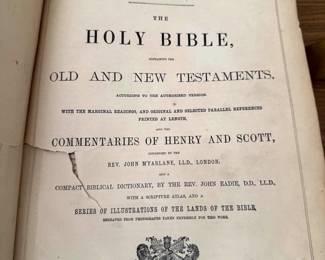 THE
HOLY BIBLE,
CONTAINING THE
OLD AND NEW TESTAMENTS,
ACCORDING TO THE AUTHORISED VERSION
WITH THE MARGINAL READINGS, AND ORIGINAL AND SELECTED PARALLEL REFERENCES
PRINTED AT LENGTH,
AND THE
COMMENTARIES OF HENRY AND SCOTT,
CONDENSED BY THE
REV. JOHN M'FARLANE, LL.D., LONDON;
AND A
COMPACT BIBLICAL DICTIONARY, BY THE REV. JOHN EADIE, D.D., LL.D.,
WITH A SCRIPTURE ATLAS, AND A
SERIES OF ILLUSTRATIONS OF THE LANDS OF THE BIBLE,
ENGRAVED FROM PHOTOGRAPHS TAKEN EXPRESSLY FOR THIS WORK.